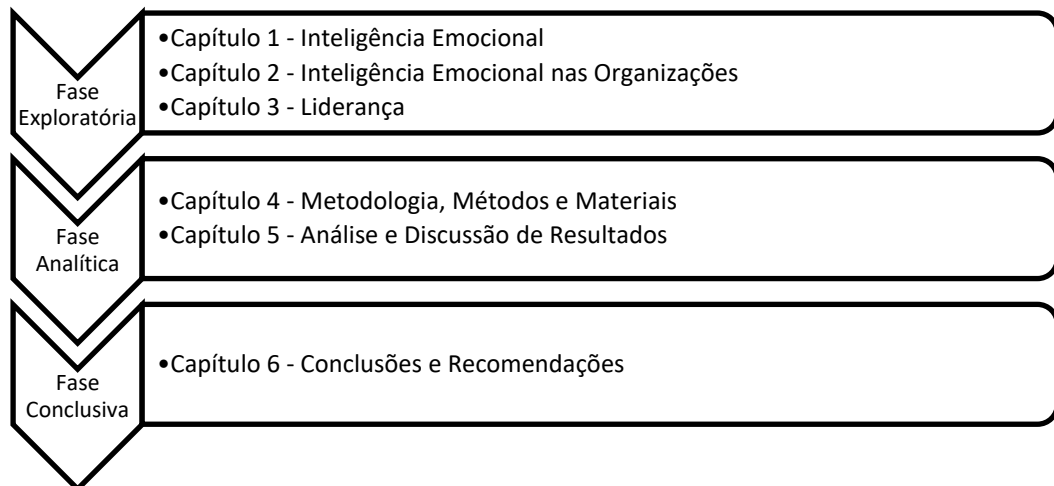 Fase
Exploratória
•Capítulo 1 - Inteligência Emocional
•Capítulo 2 - Inteligência Emocional nas Organizações
•Capítulo 3 - Liderança
Fase
Analítica
•Capítulo 4 - Metodologia, Métodos e Materiais
•Capítulo 5 - Análise e Discussão de Resultados
Fase
Conclusiva
•Capítulo 6 - Conclusões e Recomendações